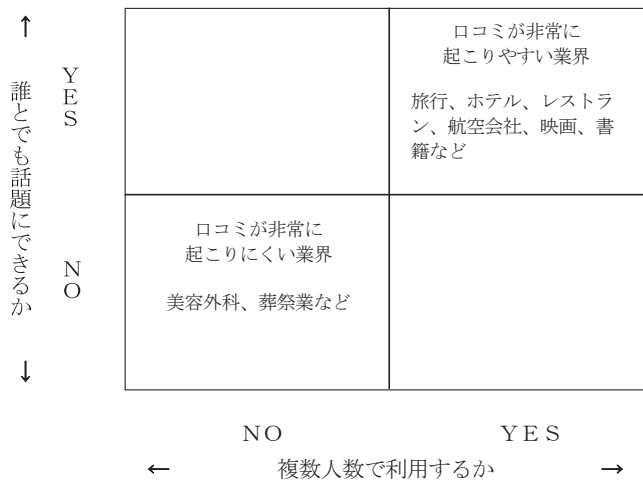 ↑
誰とでも話題にできるか
↓
YES
NO
口コミが非常に
起こりやすい業界
旅行、ホテル、レストラ
ン、航空会社、映画、書
籍など
口コミが非常に
起こりにくい業界
美容外科、葬祭業など
NO
YES
← 複数人数で利用するか →